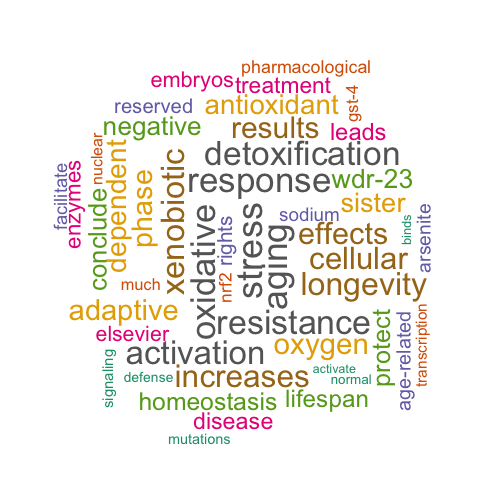 pharmacological
embryos
treatment
gst-4
reserved
antioxidant
negative
results
leads
nuclear
detoxification
facilitate
enzymes
conclude
dependent
phase
xenobiotic
response
wdr-23
sister
sodium
rights
oxidative
stress
aging
effects
binds
arsenite
cellular
longevity
much
nrf2
adaptive
elsevier
resistance
oxygen
protect
age-related
transcription
activation
signaling
defense
increases
activate
normal
homeostasis
lifespan
disease
mutations